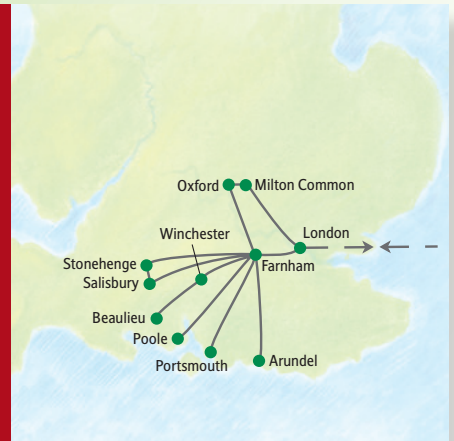 Oxford
Milton Common
Winchester
London
Stonehenge
Farnham
Salisbury
Beaulieu
Poole
Portsmouth
Arundel